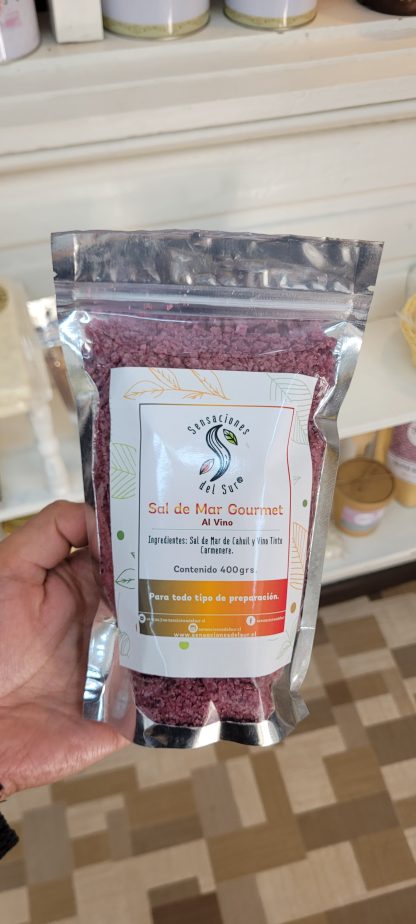 Sensaciones
del Sur®
Sal de Mar Gourmet
Al Vino
Ingredientes: Sal de Mar de Cahuil y Vino Tinto
Carmenere.
Contenido 400grs.
Para todo tipo de preparación.
www.sensacionesdelsur.cl